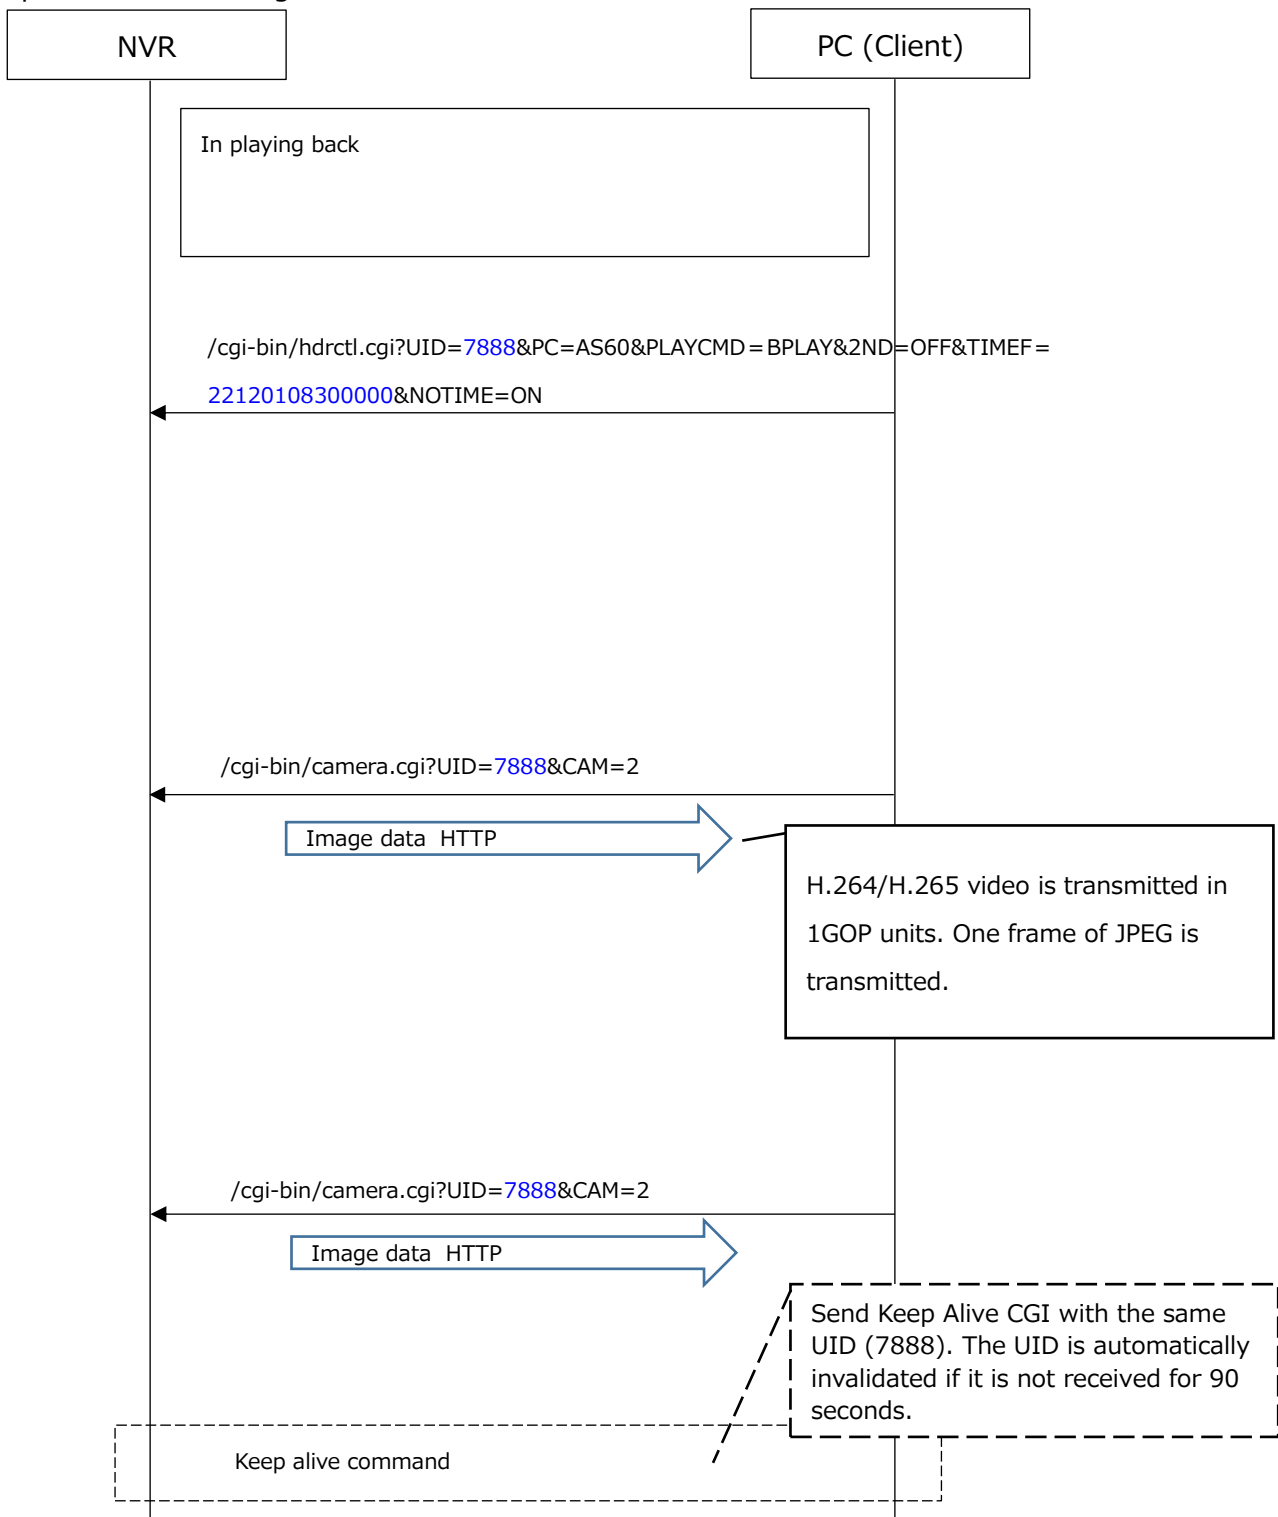 NVR
PC (Client)
In playing back
/cgi-bin/hdrctl.cgi?UID=7888&PC=AS60&PLAYCMD=BPLAY&2ND=OFF&TIMEF=
22120108300000&NOTIME=ON
/cgi-bin/camera.cgi?UID=7888&CAM=2
Image data HTTP
H.264/H.265 video is transmitted in
1GOP units. One frame of JPEG is
transmitted.
/cgi-bin/camera.cgi?UID=7888&CAM=2
Image data HTTP
Send Keep Alive CGI with the same
UID (7888). The UID is automatically
invalidated if it is not received for 90
seconds.
Keep alive command